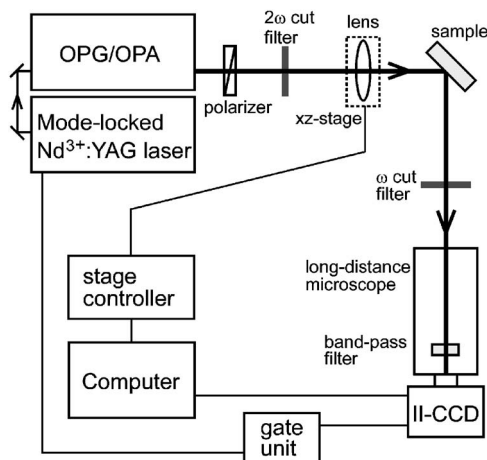 OPG/OPA
Mode-locked
Nd³⁺:YAG laser
polarizer
2ω cut
filter
lens
xz-stage
sample
ω cut
filter
long-distance
microscope
band-pass
filter
II-CCD
stage
controller
Computer
gate
unit